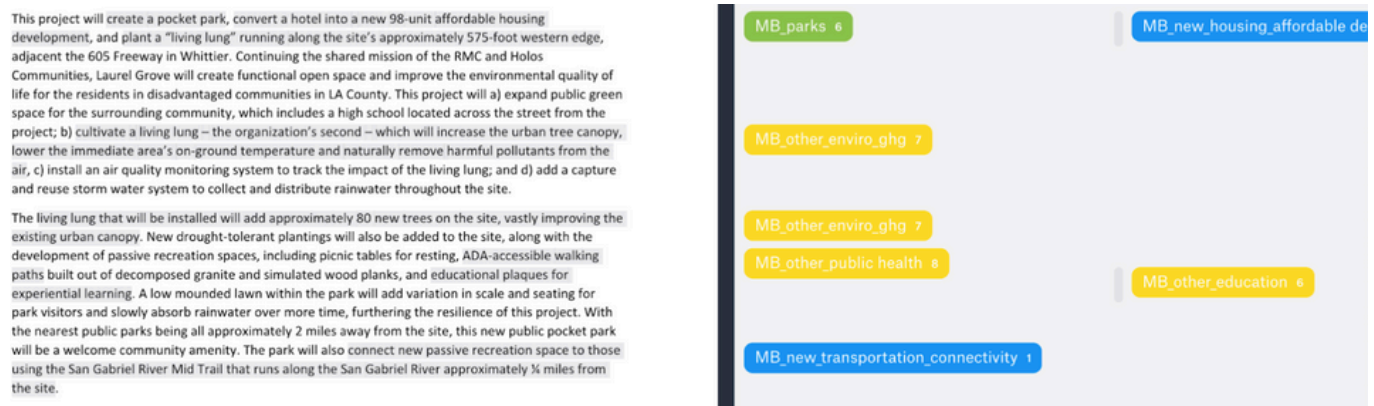 This project will create a pocket park, convert a hotel into a new 98-unit affordable housing
development, and plant a “living lung” running along the site’s approximately 575-foot western edge,
adjacent the 605 Freeway in Whittier. Continuing the shared mission of the RMC and Holos
Communities, Laurel Grove will create functional open space and improve the environmental quality of
life for the residents in disadvantaged communities in LA County. This project will a) expand public green
space for the surrounding community, which includes a high school located across the street from the
project; b) cultivate a living lung – the organization’s second – which will increase the urban tree canopy,
lower the immediate area’s on-ground temperature and naturally remove harmful pollutants from the
air, c) install an air quality monitoring system to track the impact of the living lung; and d) add a capture
and reuse storm water system to collect and distribute rainwater throughout the site.
The living lung that will be installed will add approximately 80 new trees on the site, vastly improving the
existing urban canopy. New drought-tolerant plantings will also be added to the site, along with the
development of passive recreation spaces, including picnic tables for resting, ADA-accessible walking
paths built out of decomposed granite and simulated wood planks, and educational plaques for
experiential learning. A low mounded lawn within the park will add variation in scale and seating for
park visitors and slowly absorb rainwater over more time, furthering the resilience of this project. With
the nearest public parks being all approximately 2 miles away from the site, this new public pocket park
will be a welcome community amenity. The park will also connect new passive recreation space to those
using the San Gabriel River Mid Trail that runs along the San Gabriel River approximately ¼ miles from
the site.
MB_parks 6
MB_new_housing_affordable de
MB_other_enviro_ghg 7
MB_other_enviro_ghg 7
MB_other_public health 8
MB_other_education 6
MB_new_transportation_connectivity 1